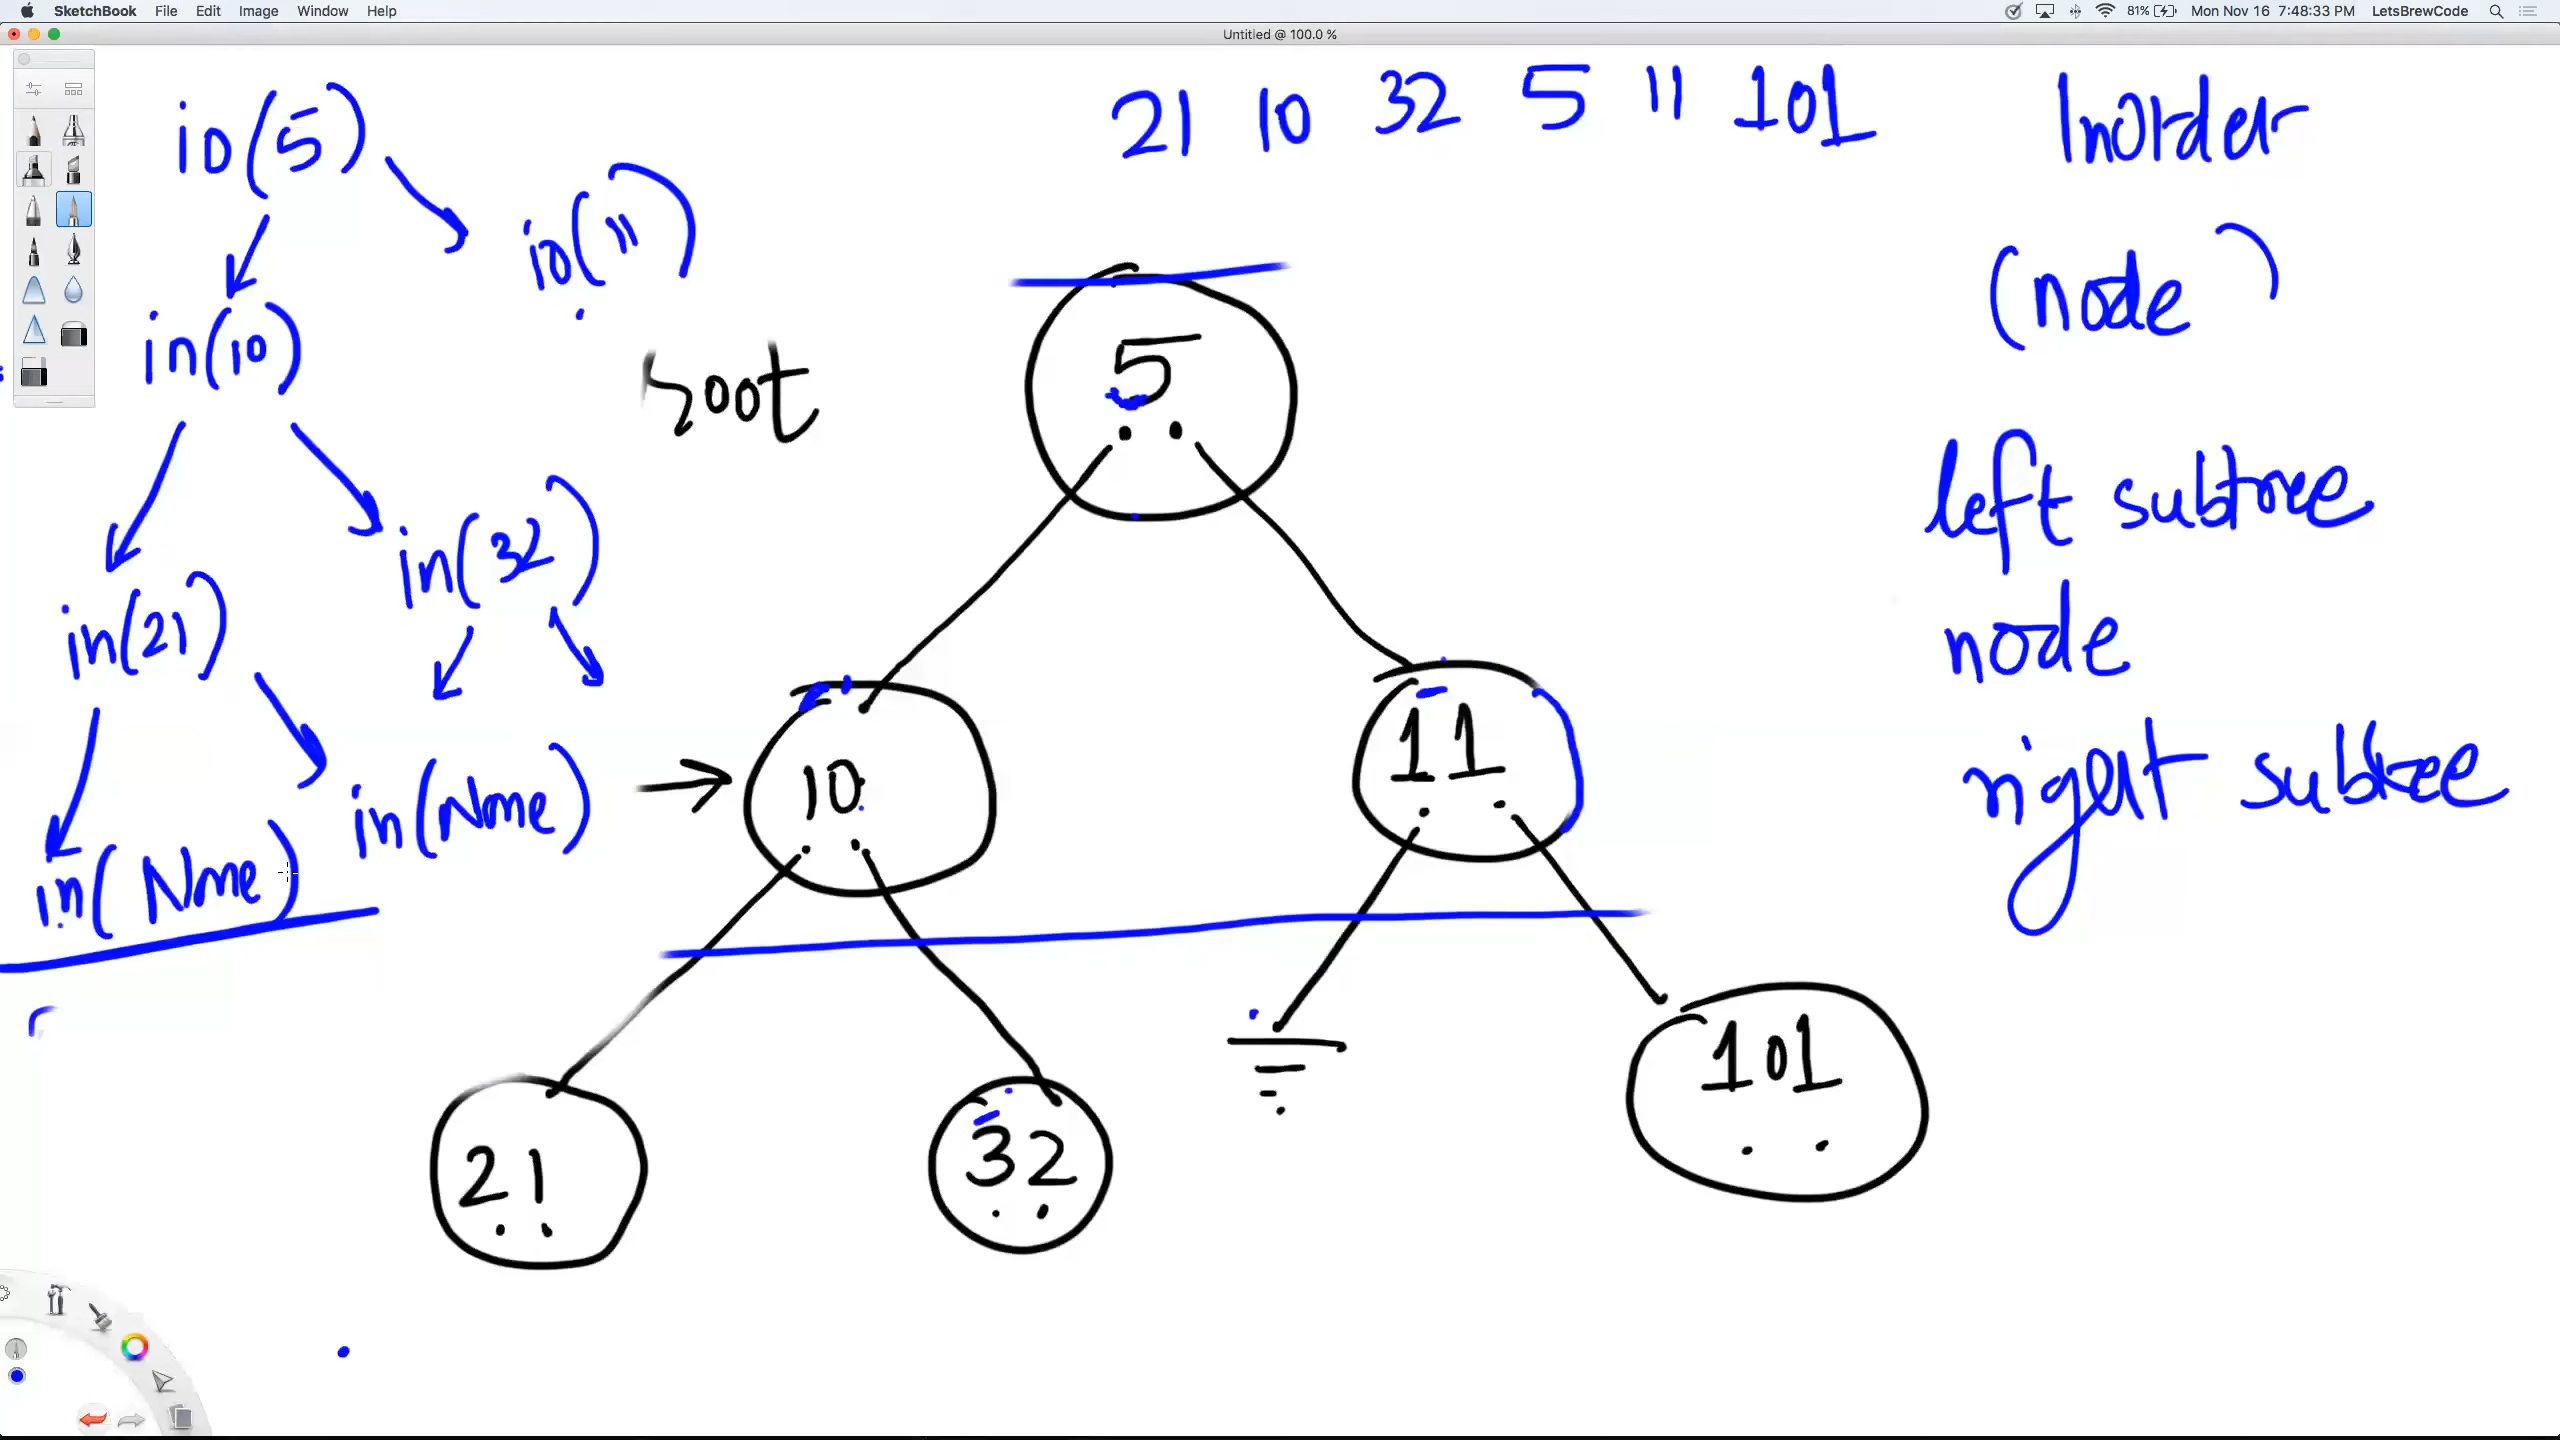 SketchBook File Edit Image Window Help
81% Mon Nov 16 7:48:33 PM LetsBrewCode
Untitled @ 100.0 %
21 10 32 5 11 101
Inorder
(node )
left subtree
node
right subtree
io(5)
io(11)
in(10)
in(32)
in(21)
in(None)
in(None)
root
5
10
11
21
32
101